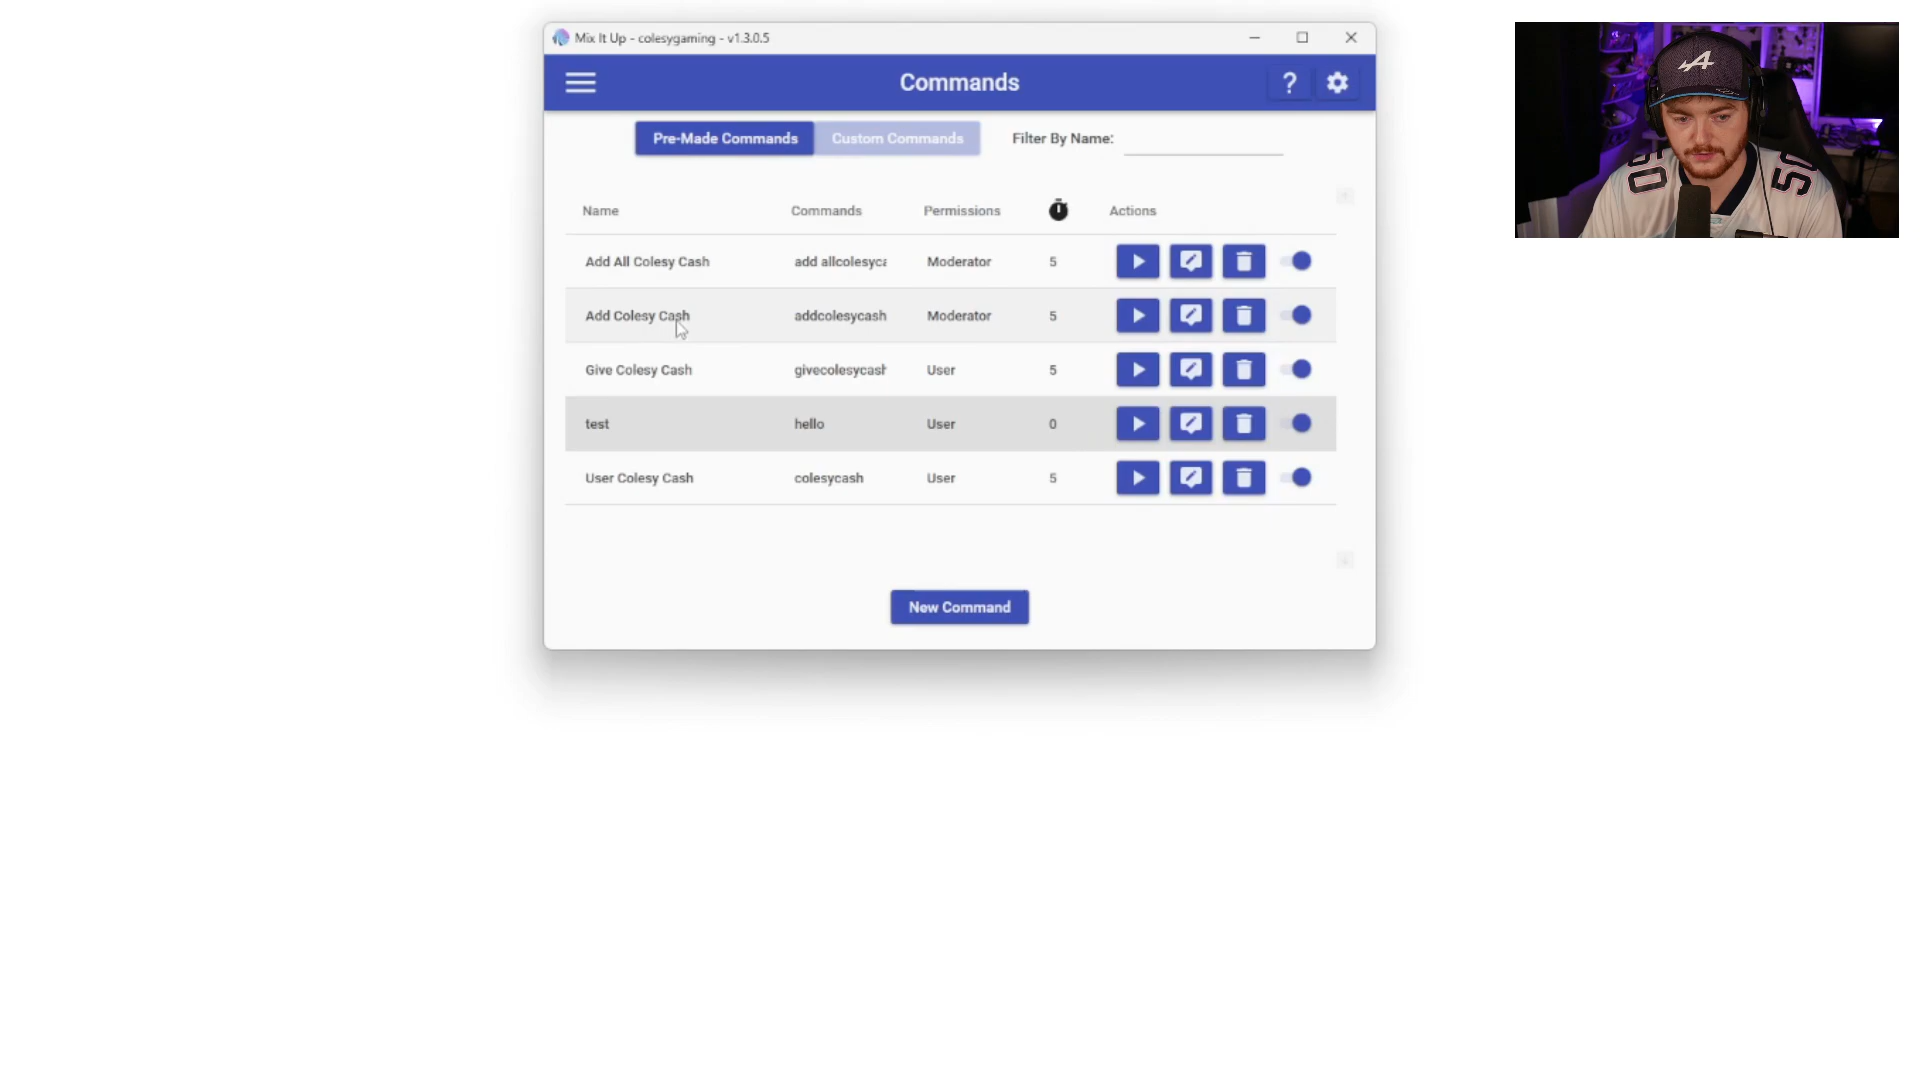 Mix It Up - colesygaming - v1.3.0.5
Commands
Pre-Made Commands Custom Commands Filter By Name:
Name Commands Permissions Actions
Add All Colesy Cash add allcolesyca Moderator 5
Add Colesy Cash addcolesycash Moderator 5
Give Colesy Cash givecolesycash User 5
test hello User 0
User Colesy Cash colesycash User 5
New Command